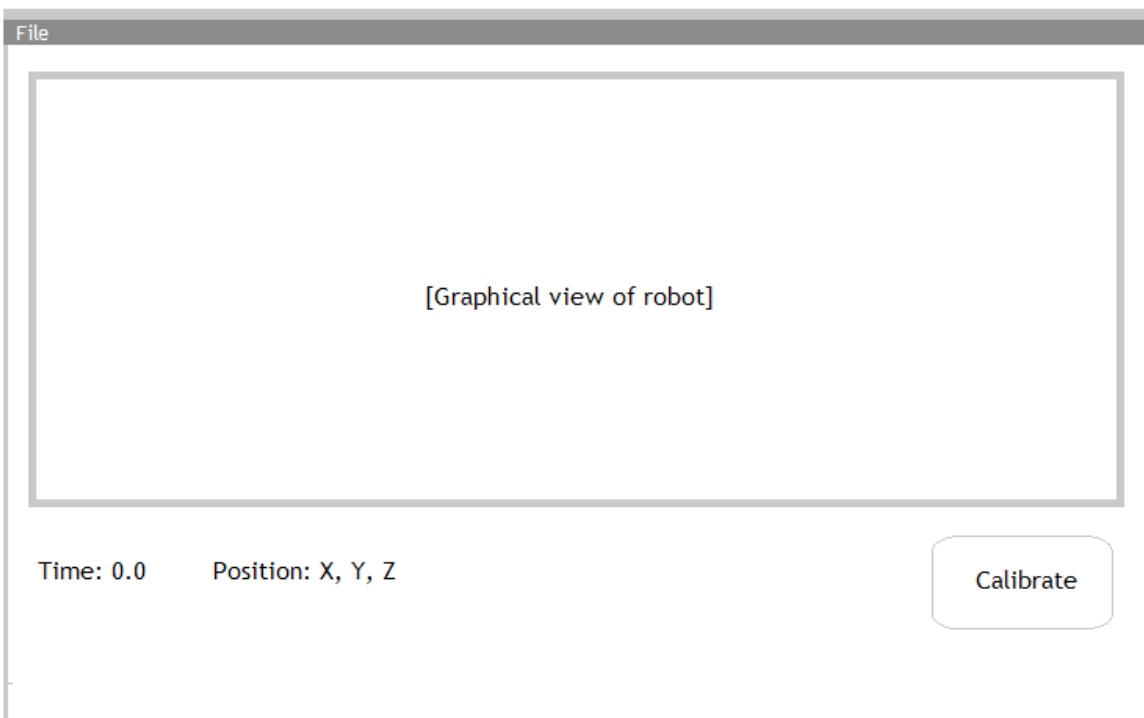 File
[Graphical view of robot]
Time: 0.0 Position: X, Y, Z
Calibrate